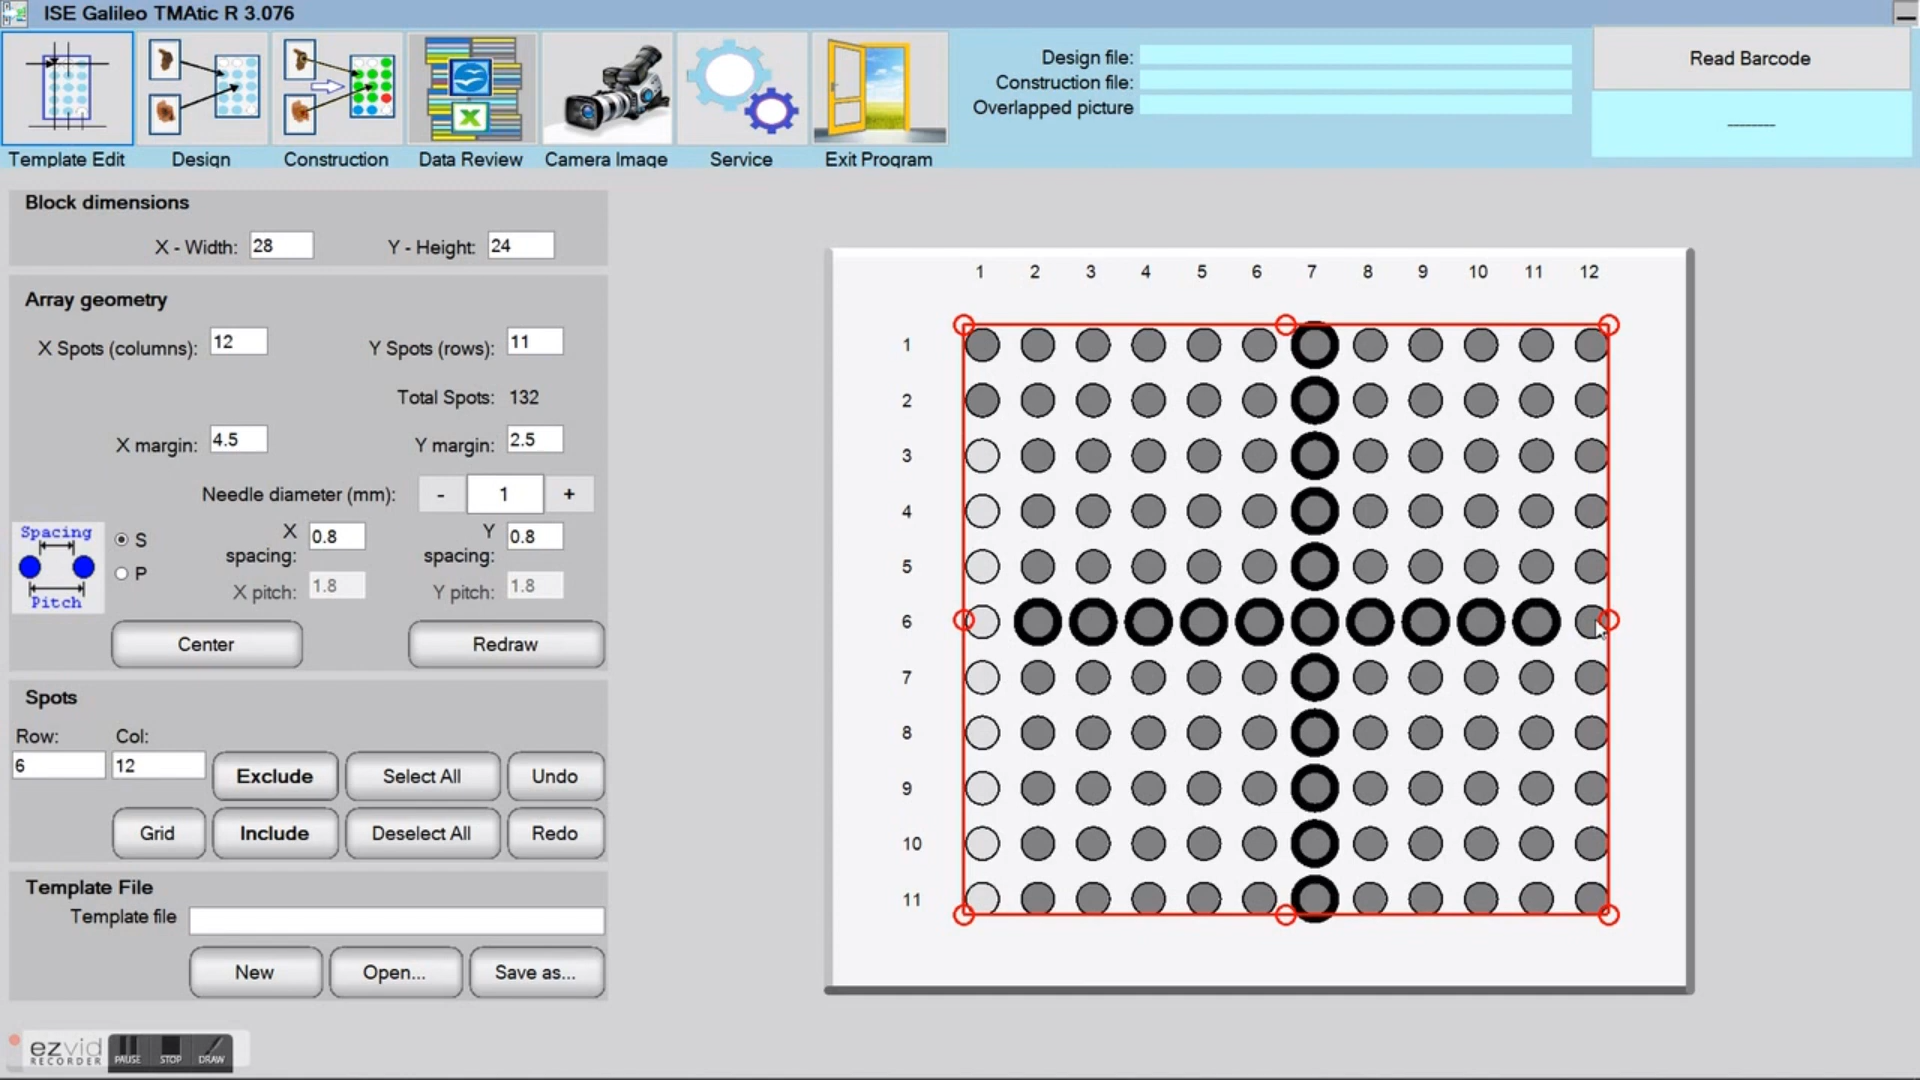 ISE Galileo TMAtic R 3.076
Template Edit
Design
Construction
Data Review
Camera Image
Service
Exit Program
Design file:
Construction file:
Overlapped picture
Read Barcode
--------
Block dimensions
X - Width: 28 Y - Height: 24
Array geometry
X Spots (columns): 12 Y Spots (rows): 11
Total Spots: 132
X margin: 4.5 Y margin: 2.5
Needle diameter (mm): - 1 +
Spacing
Pitch
S
P
X spacing: 0.8 Y spacing: 0.8
X pitch: 1.8 Y pitch: 1.8
Center Redraw
Spots
Row: Col:
6 12 Exclude Select All Undo
Grid Include Deselect All Redo
Template File
Template file
New Open... Save as...
1 2 3 4 5 6 7 8 9 10 11 12
1
2
3
4
5
6
7
8
9
10
11
ezvid
RECORDER
PAUSE STOP DRAW